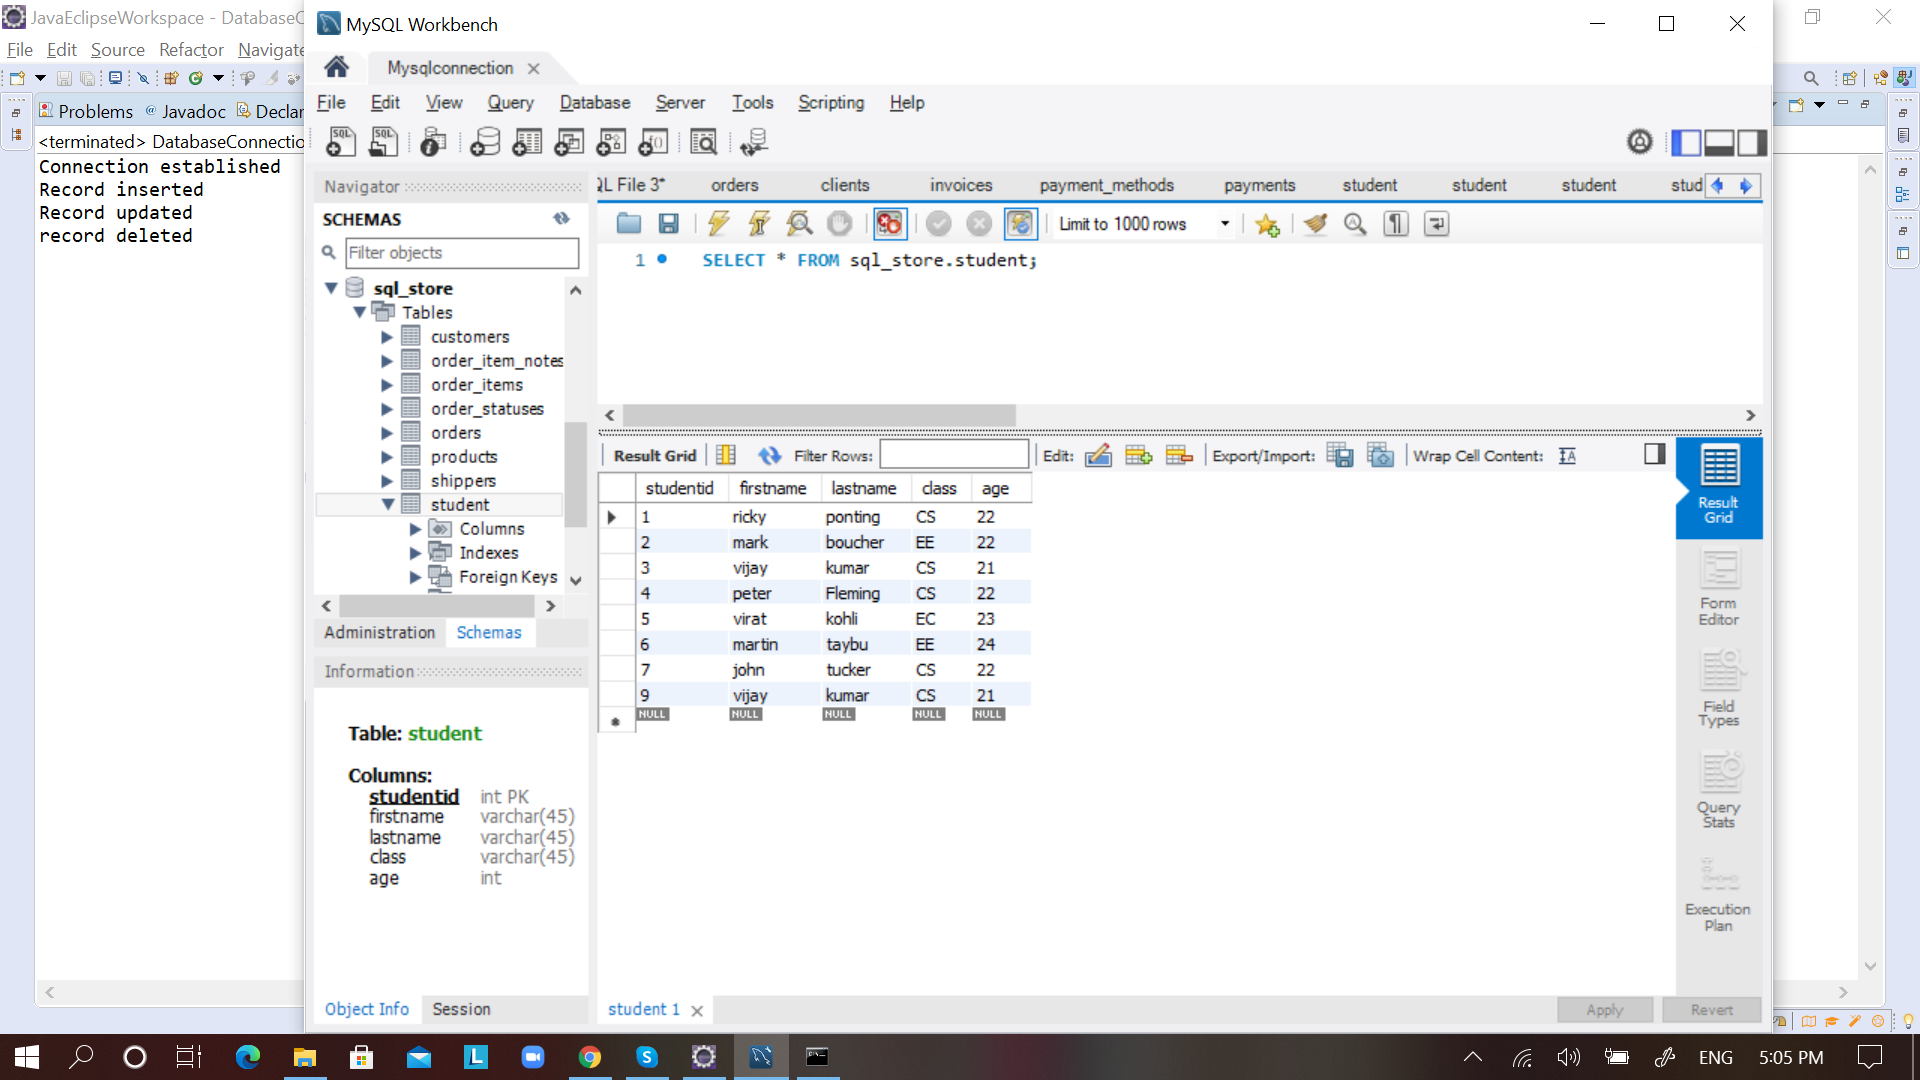 JavaEclipseWorkspace - DatabaseC
File Edit Source Refactor Navigate
Problems @ Javadoc Declar
<terminated> DatabaseConnectio
Connection established
Record inserted
Record updated
record deleted
MySQL Workbench
Mysqlconnection
File Edit View Query Database Server Tools Scripting Help
Navigator
SCHEMAS
Filter objects
sql_store
Tables
customers
order_item_notes
order_items
order_statuses
orders
products
shippers
student
Columns
Indexes
Foreign Keys
Administration Schemas
Information
Table: student
Columns:
studentid int PK
firstname varchar(45)
lastname varchar(45)
class varchar(45)
age int
Object Info Session
QL File 3* orders clients invoices payment_methods payments student student student stud
Limit to 1000 rows
1 SELECT * FROM sql_store.student;
Result Grid Filter Rows: Edit: Export/Import: Wrap Cell Content:
studentid firstname lastname class age
1 ricky ponting CS 22
2 mark boucher EE 22
3 vijay kumar CS 21
4 peter Fleming CS 22
5 virat kohli EC 23
6 martin taybu EE 24
7 john tucker CS 22
9 vijay kumar CS 21
NULL NULL NULL NULL NULL
Result
Grid
Form
Editor
Field
Types
Query
Stats
Execution
Plan
student 1
Apply Revert
ENG 5:05 PM